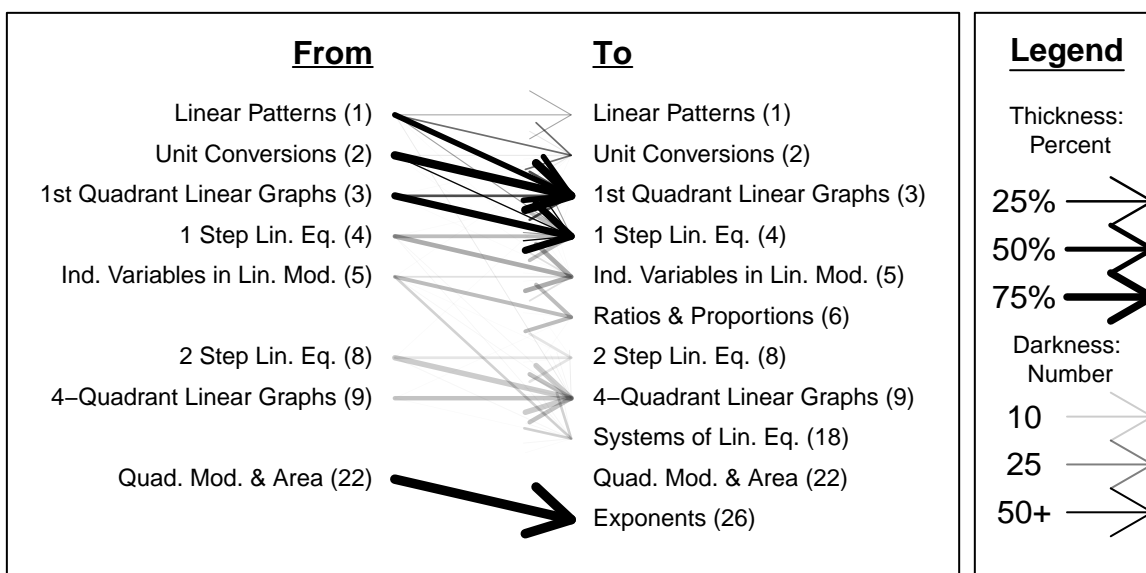 From
To
Linear Patterns (1)
Unit Conversions (2)
1st Quadrant Linear Graphs (3)
1 Step Lin. Eq. (4)
Ind. Variables in Lin. Mod. (5)
2 Step Lin. Eq. (8)
4−Quadrant Linear Graphs (9)
Quad. Mod. & Area (22)
Linear Patterns (1)
Unit Conversions (2)
1st Quadrant Linear Graphs (3)
1 Step Lin. Eq. (4)
Ind. Variables in Lin. Mod. (5)
Ratios & Proportions (6)
2 Step Lin. Eq. (8)
4−Quadrant Linear Graphs (9)
Systems of Lin. Eq. (18)
Quad. Mod. & Area (22)
Exponents (26)
Legend
Thickness:
Percent
25%
50%
75%
Darkness:
Number
10
25
50+